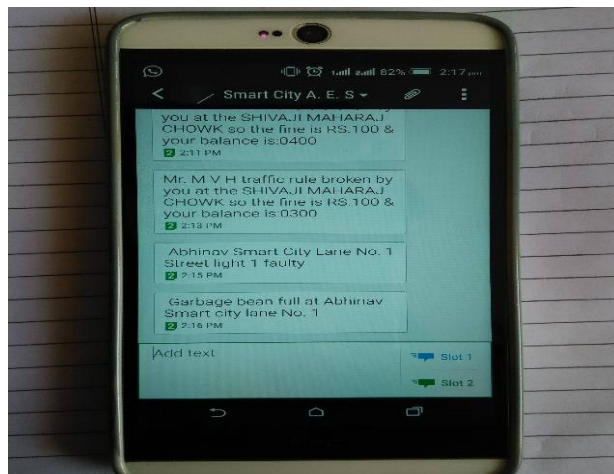 82% 2:17 PM
Smart City A. E. S
you at the SHIVAJI MAHARAJ
CHOWK so the fine is RS.100 &
your balance is:0400
2 2:11 PM
Mr. M V H traffic rule broken by
you at the SHIVAJI MAHARAJ
CHOWK so the fine is RS.100 &
your balance is:0300
2 2:13 PM
Abhinav Smart City Lane No. 1
Street light 1 faulty
2 2:15 PM
Garbage bean full at Abhinav
Smart city lane No. 1
2 2:16 PM
Add text
Slot 1
Slot 2